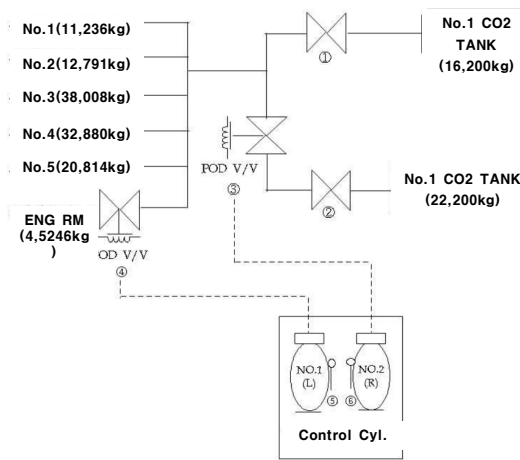 No.1(11,236kg)
No.2(12,791kg)
No.3(38,008kg)
No.4(32,880kg)
No.5(20,814kg)
ENG RM
(4,5246kg
)
OD V/V
④
①
POD V/V
③
②
No.1 CO2
TANK
(16,200kg)
No.1 CO2 TANK
(22,200kg)
NO.1
(L)
⑤
⑥
NO.2
(R)
Control Cyl.